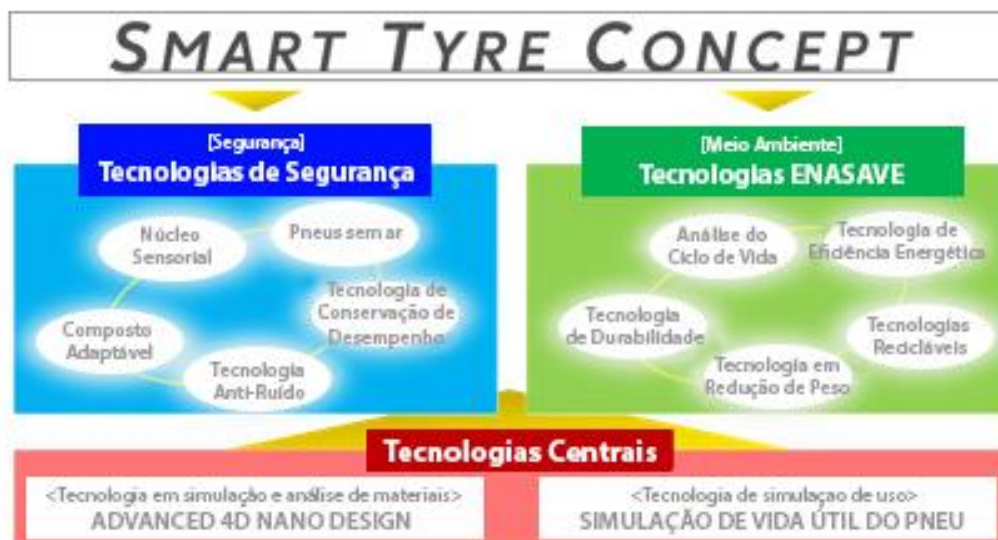 SMART TYRE CONCEPT
[Segurança]
Tecnologias de Segurança
Núcleo
Sensorial
Pneus sem ar
Tecnologia de
Conservação de
Desempenho
Composto
Adaptável
Tecnologia
Anti-Ruído
[Meio Ambiente]
Tecnologias ENASAVE
Análise do
Ciclo de Vida
Tecnologia de
Eficiência Energética
Tecnologia
de Durabilidade
Tecnologias
Recicláveis
Tecnologia em
Redução de Peso
Tecnologias Centrais
<Tecnologia em simulação e análise de materiais>
ADVANCED 4D NANO DESIGN
<Tecnologia de simulaçao de uso>
SIMULAÇÃO DE VIDA ÚTIL DO PNEU